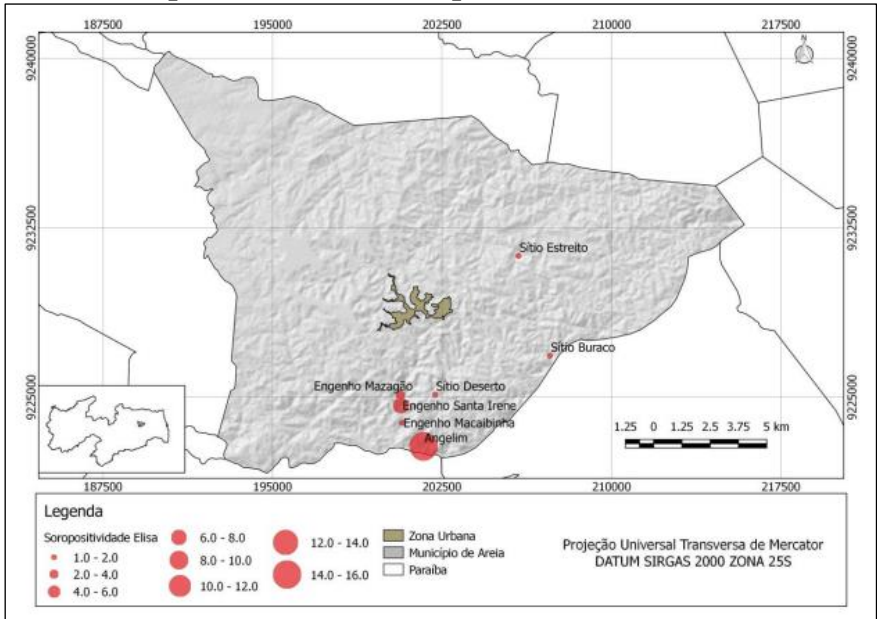 187500 195000 202500 210000 217500
N
9240000 9240000
9232500 9232500
Sítio Estreito
Sítio Buraco
Engenho Mazagão Sítio Deserto
9225000 9225000
Engenho Santa Irene
Engenho Macaibinha
Angelim
1.25 0 1.25 2.5 3.75 5 km
187500 195000 202500 210000 217500
Legenda
Soropositividade Elisa
1.0 - 2.0
2.0 - 4.0
4.0 - 6.0
6.0 - 8.0
8.0 - 10.0
10.0 - 12.0
12.0 - 14.0
14.0 - 16.0
Zona Urbana
Município de Areia
Paraíba
Projeção Universal Transversa de Mercator
DATUM SIRGAS 2000 ZONA 25S